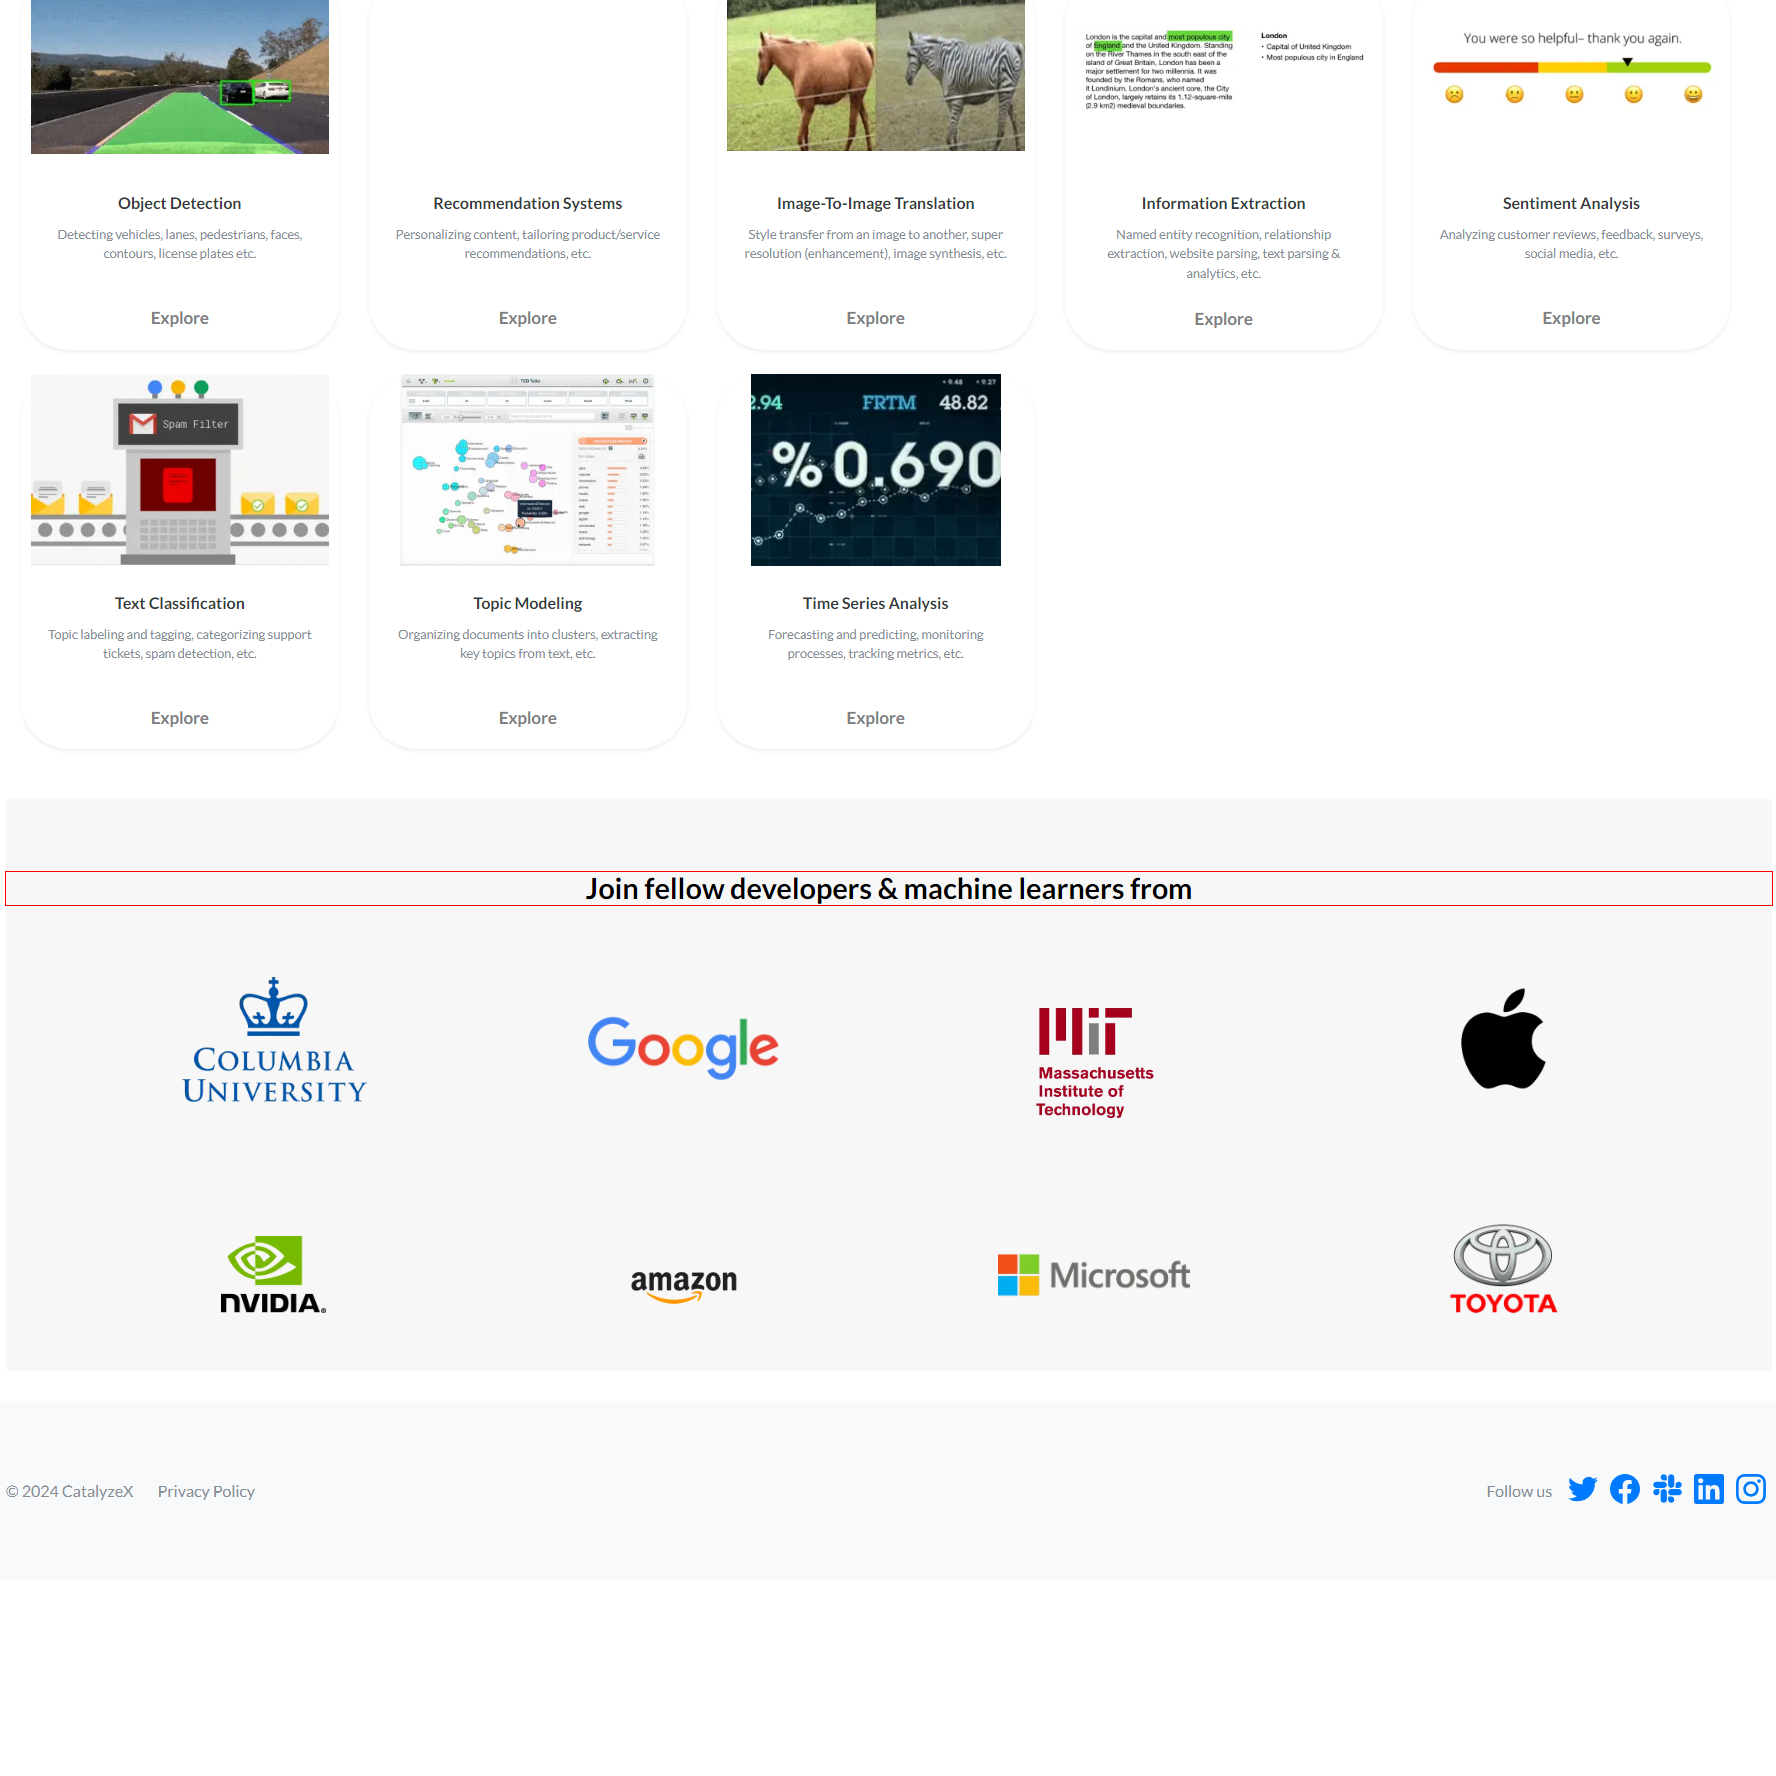 London is the capital and most populous city
of England and the United Kingdom. Standing
on the River Thames in the south east of the
island of Great Britain, London has been a
major settlement for two millennia. It was
founded by the Romans, who named
it Londinium. London's ancient core, the City
of London, largely retains its 1.12-square-mile
(2.9 km2) medieval boundaries.
London
• Capital of United Kingdom
• Most populous city in England
You were so helpful– thank you again.
Object Detection
Detecting vehicles, lanes, pedestrians, faces,
contours, license plates etc.
Explore
Recommendation Systems
Personalizing content, tailoring product/service
recommendations, etc.
Explore
Image-To-Image Translation
Style transfer from an image to another, super
resolution (enhancement), image synthesis, etc.
Explore
Information Extraction
Named entity recognition, relationship
extraction, website parsing, text parsing &
analytics, etc.
Explore
Sentiment Analysis
Analyzing customer reviews, feedback, surveys,
social media, etc.
Explore
Spam Filter
TED Talks
+ 9.48 + 9.27
2.94 FRTM 48.82
%0.690
Text Classification
Topic labeling and tagging, categorizing support
tickets, spam detection, etc.
Explore
Topic Modeling
Organizing documents into clusters, extracting
key topics from text, etc.
Explore
Time Series Analysis
Forecasting and predicting, monitoring
processes, tracking metrics, etc.
Explore
Join fellow developers & machine learners from
COLUMBIA
UNIVERSITY
Google
MIT
Massachusetts
Institute of
Technology
NVIDIA.
amazon
Microsoft
TOYOTA
© 2024 CatalyzeX Privacy Policy
Follow us